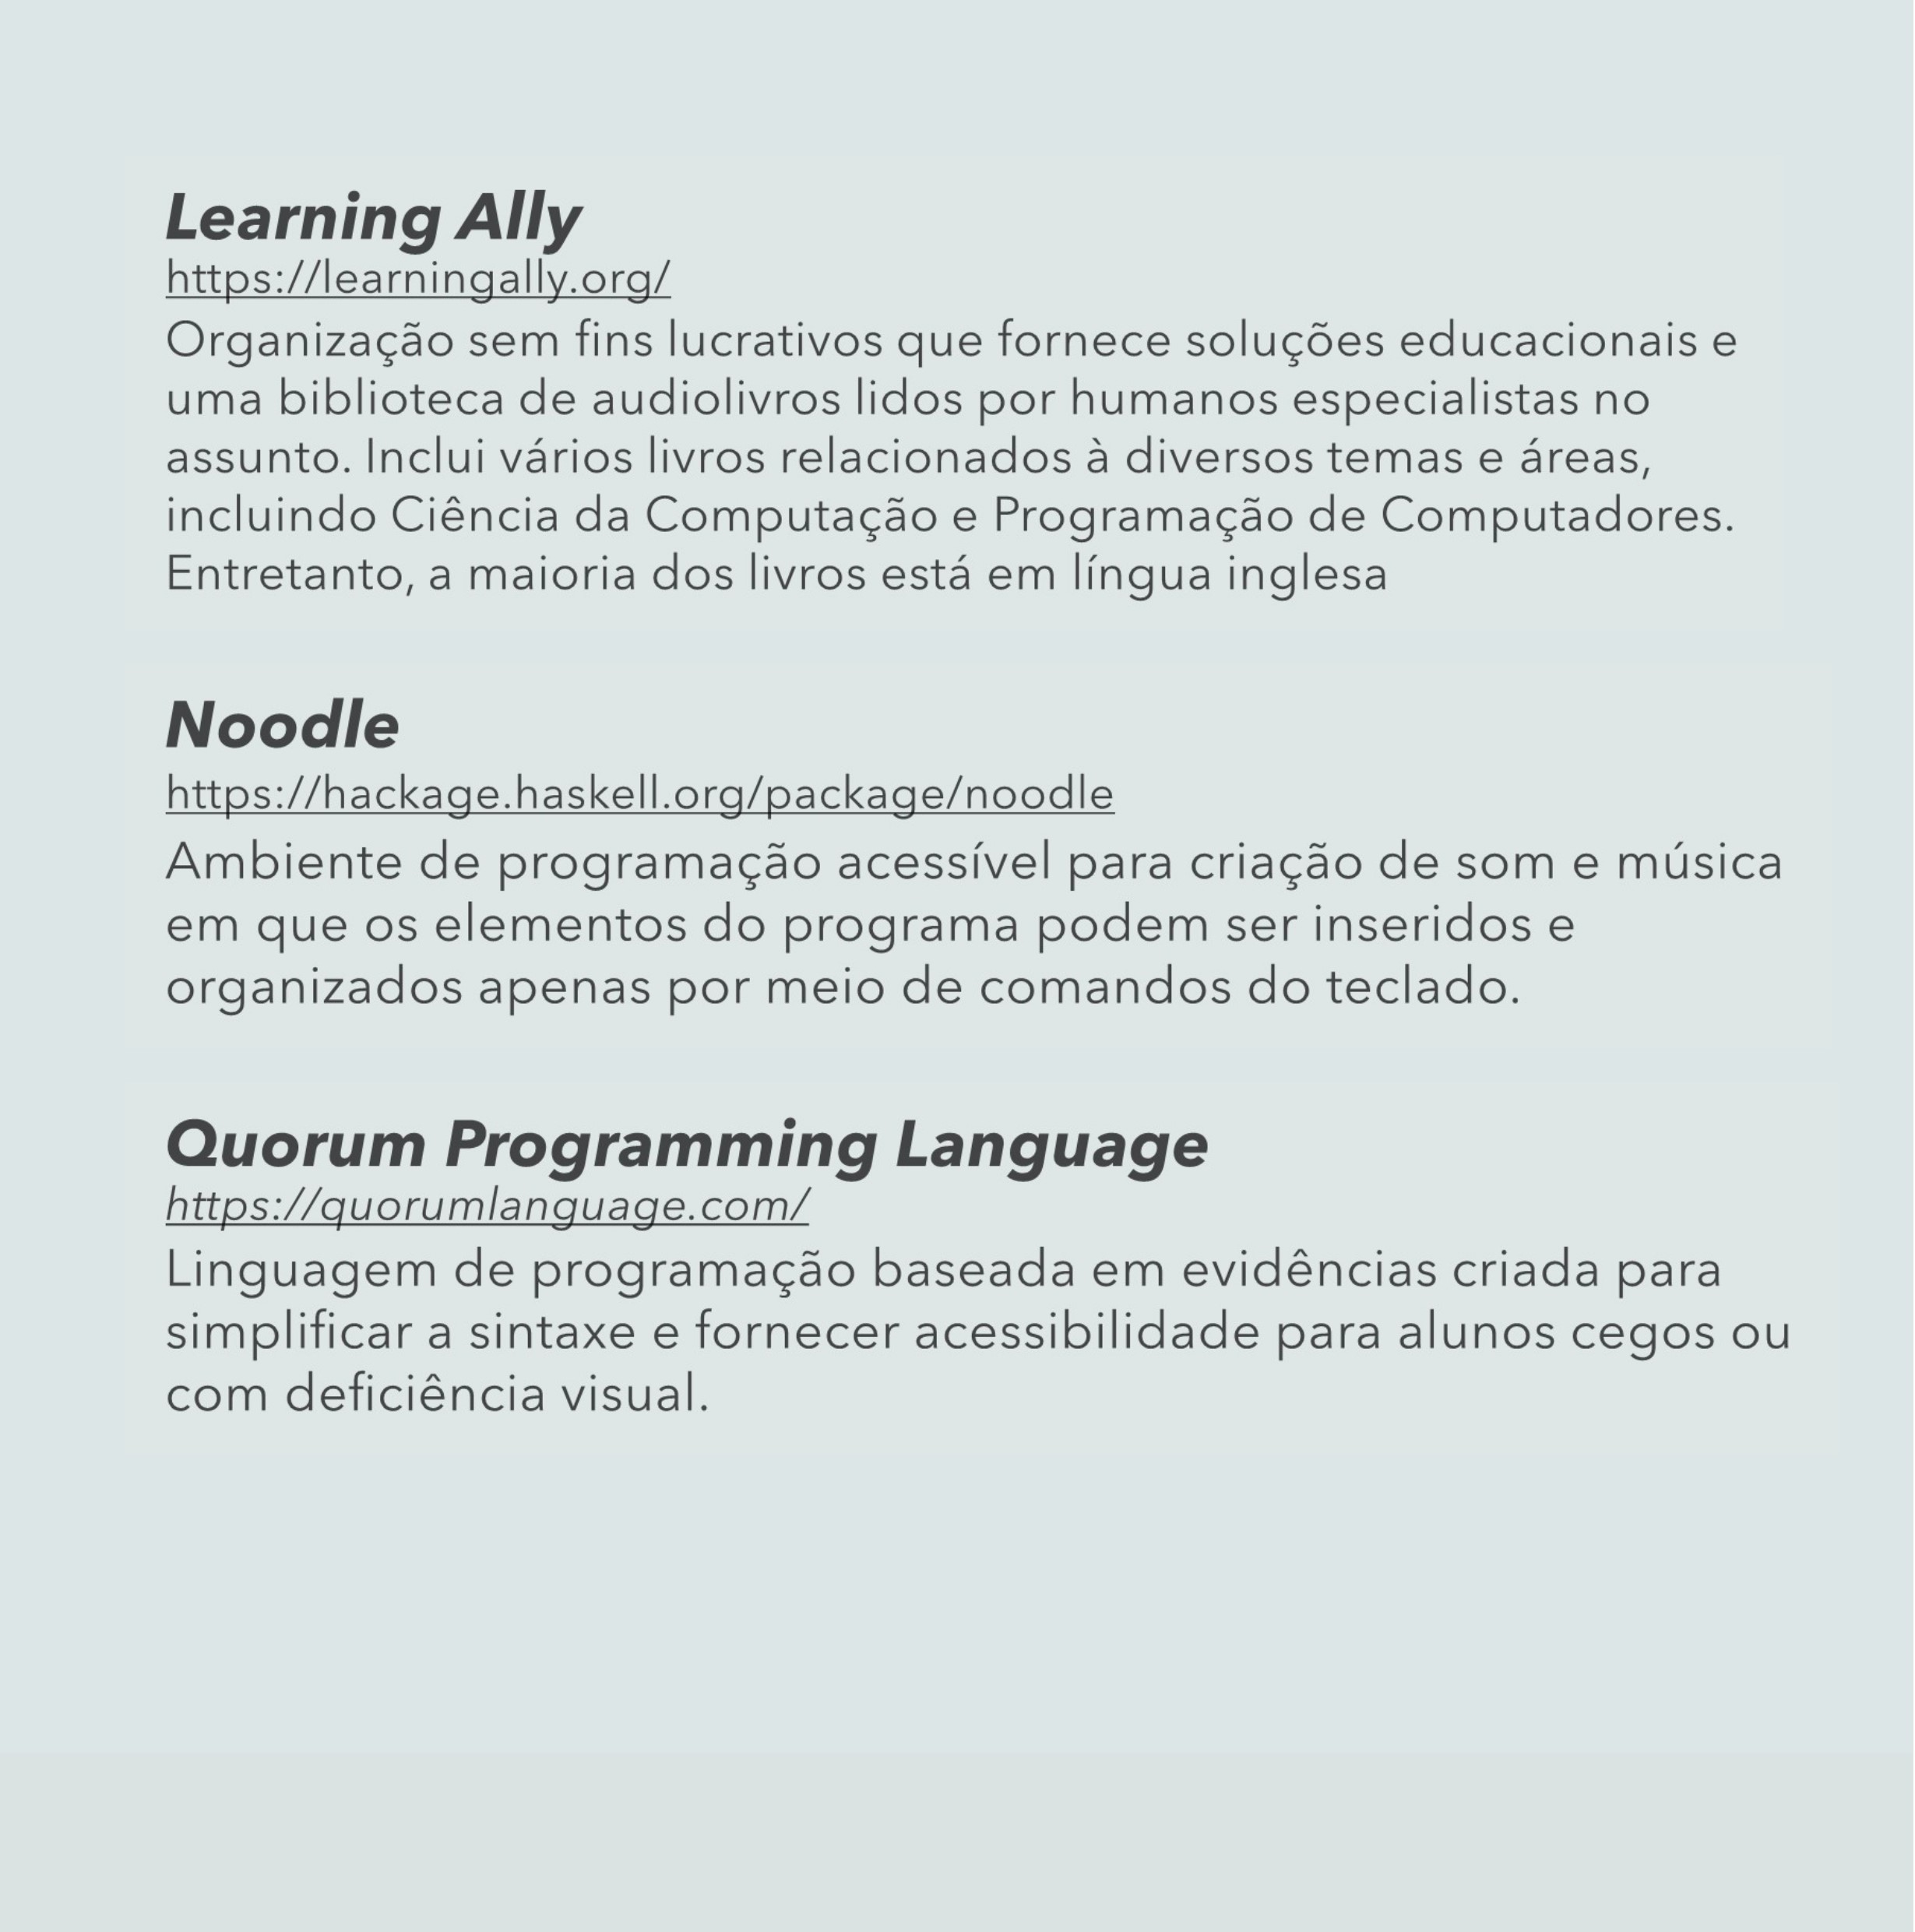 Learning Ally
https://learningally.org/
Organização sem fins lucrativos que fornece soluções educacionais e
uma biblioteca de audiolivros lidos por humanos especialistas no
assunto. Inclui vários livros relacionados à diversos temas e áreas,
incluindo Ciência da Computação e Programação de Computadores.
Entretanto, a maioria dos livros está em língua inglesa
Noodle
https://hackage.haskell.org/package/noodle
Ambiente de programação acessível para criação de som e música
em que os elementos do programa podem ser inseridos e
organizados apenas por meio de comandos do teclado.
Quorum Programming Language
https://quorumlanguage.com/
Linguagem de programação baseada em evidências criada para
simplificar a sintaxe e fornecer acessibilidade para alunos cegos ou
com deficiência visual.